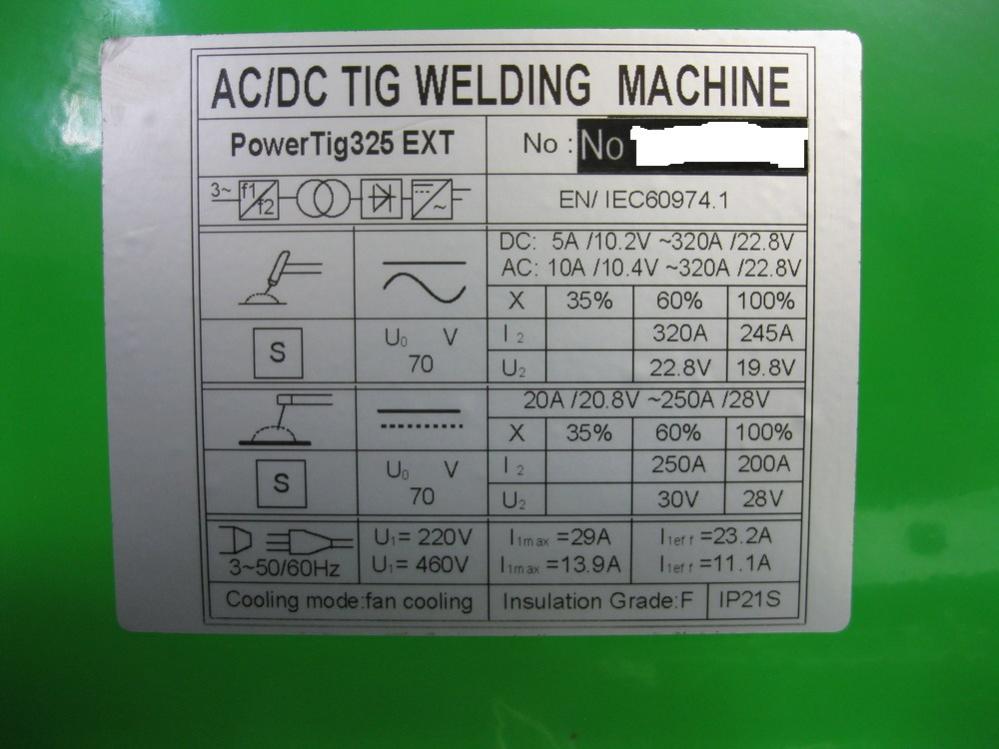 AC/DC TIG WELDING MACHINE
PowerTig325 EXT No : No
3~ f1 f2 EN/ IEC60974.1
DC: 5A /10.2V ~320A /22.8V
AC: 10A /10.4V ~320A /22.8V
X 35% 60% 100%
S U₀ V 70 I₂ 320A 245A
U₂ 22.8V 19.8V
20A /20.8V ~250A /28V
X 35% 60% 100%
S U₀ V 70 I₂ 250A 200A
U₂ 30V 28V
U₁= 220V I₁max =29A I₁eff =23.2A
3~50/60Hz U₁= 460V I₁max =13.9A I₁eff =11.1A
Cooling mode:fan cooling Insulation Grade:F IP21S